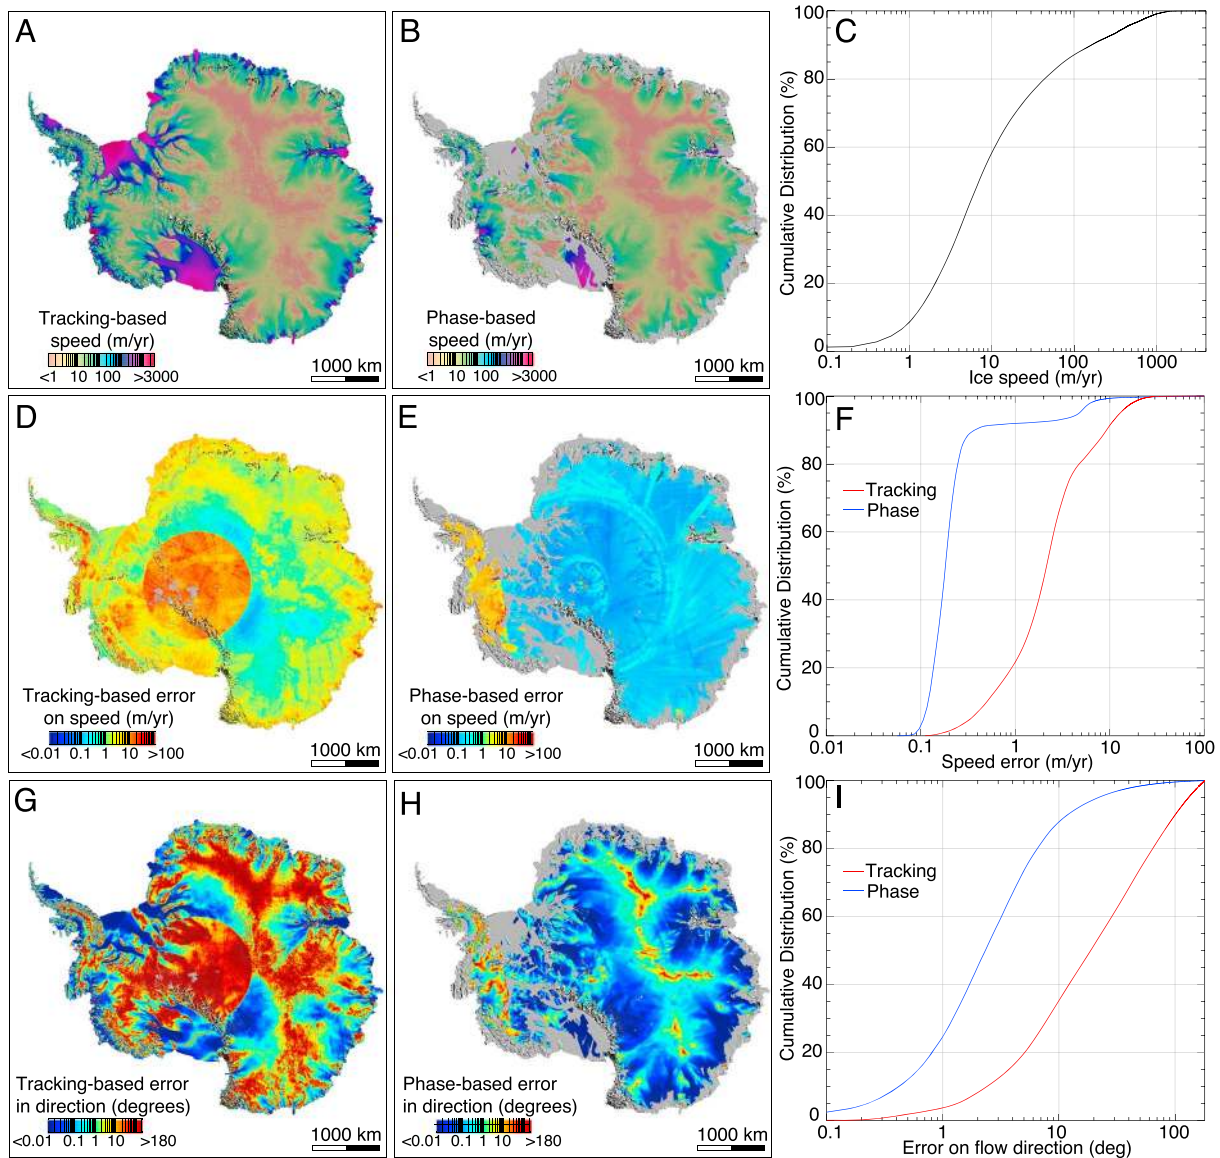 A
Tracking-based
speed (m/yr)
<1 10 100 >3000
1000 km
B
Phase-based
speed (m/yr)
<1 10 100 >3000
1000 km
C
Cumulative Distribution (%)
100
80
60
40
20
0
0.1 1 10 100 1000
Ice speed (m/yr)
D
Tracking-based error
on speed (m/yr)
<0.01 0.1 1 10 >100
1000 km
E
Phase-based error
on speed (m/yr)
<0.01 0.1 1 10 >100
1000 km
F
Cumulative Distribution (%)
100
80
60
40
20
0
Tracking
Phase
0.01 0.1 1 10 100
Speed error (m/yr)
G
Tracking-based error
in direction (degrees)
<0.01 0.1 1 10 >180
1000 km
H
Phase-based error
in direction (degrees)
<0.01 0.1 1 10 >180
1000 km
I
Cumulative Distribution (%)
100
80
60
40
20
0
Tracking
Phase
0.1 1 10 100
Error on flow direction (deg)